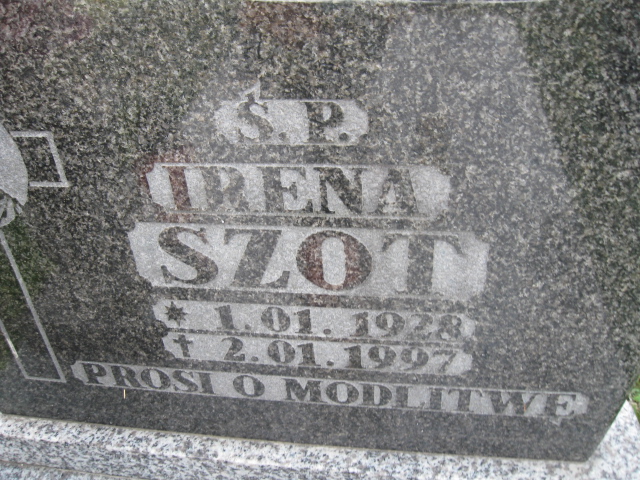 Ś. P.
IRENA
SZOT
* 1. 01. 1928
† 2. 01. 1997
PROSI O MODLITWĘ